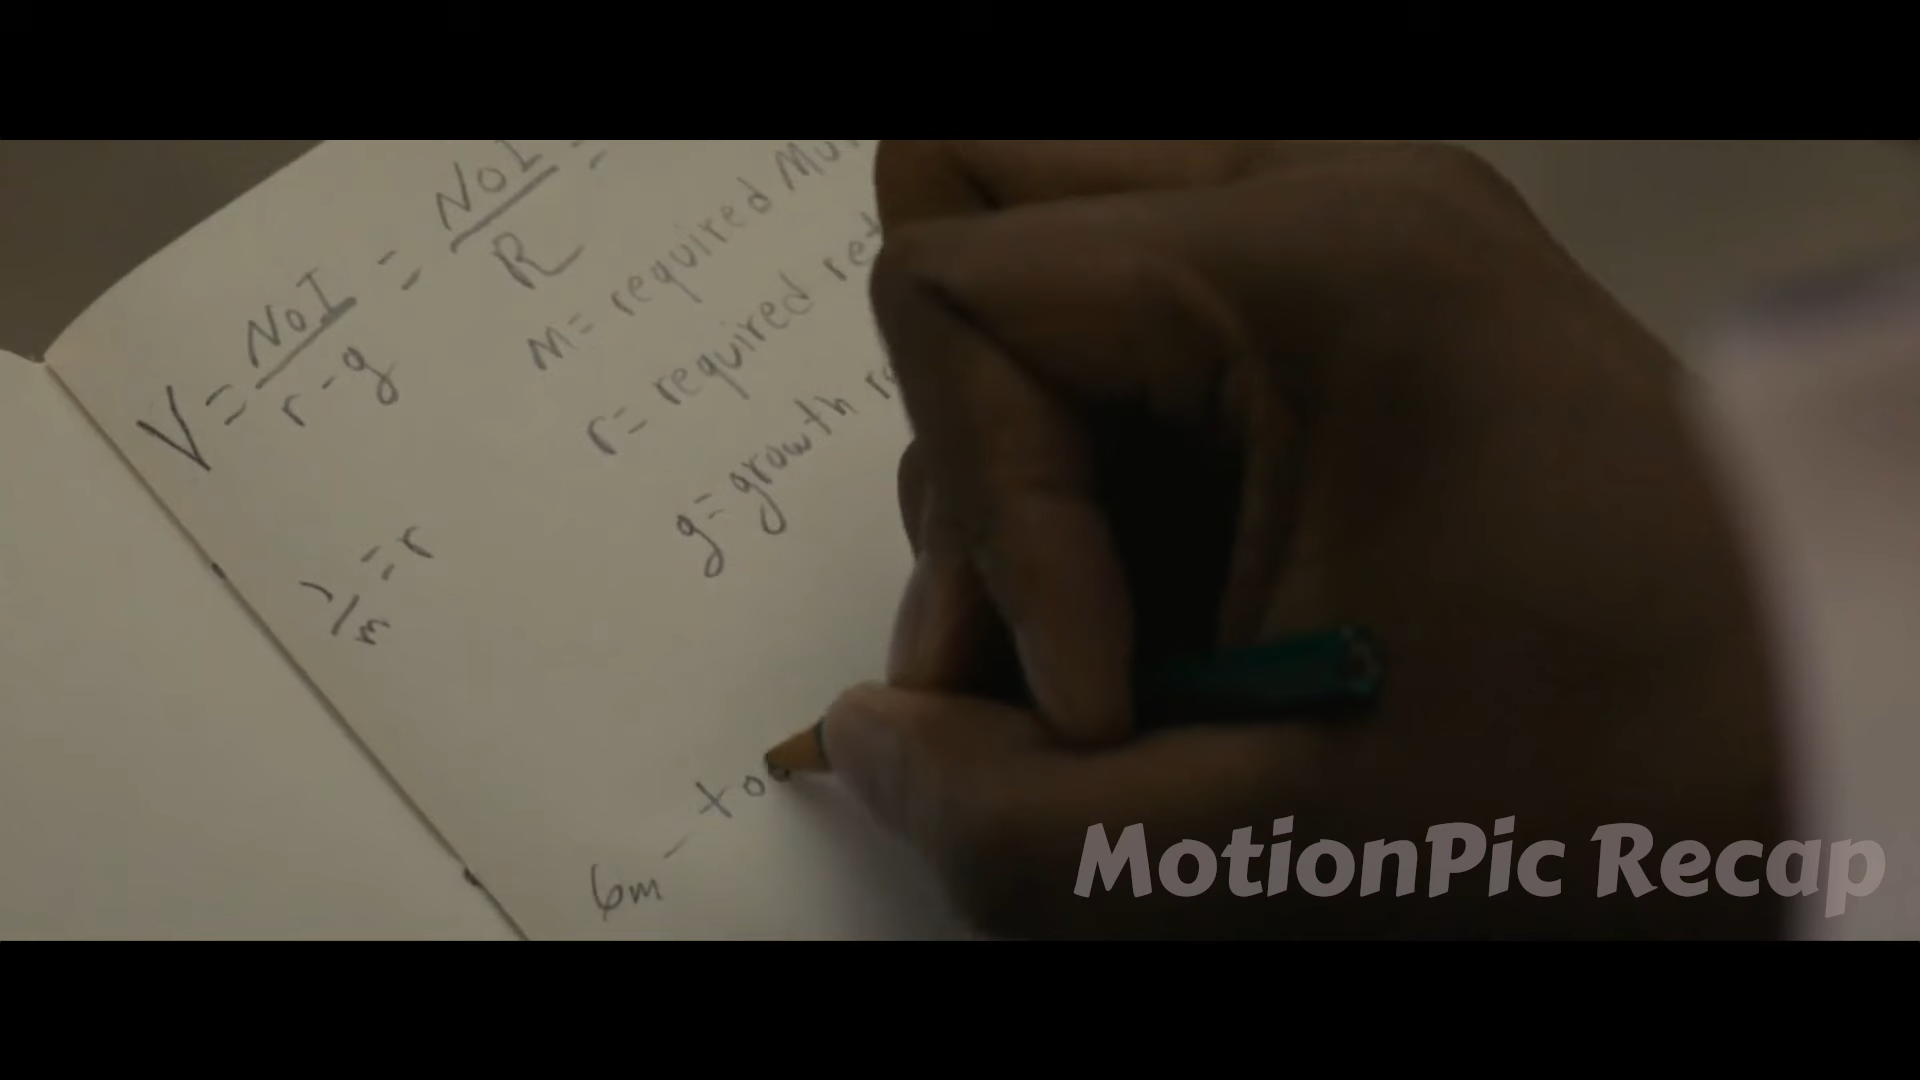 V = NOI / r - g = NOI / R =
m = required
r = required
g = growth
1/m = r
6m - to
MotionPic Recap